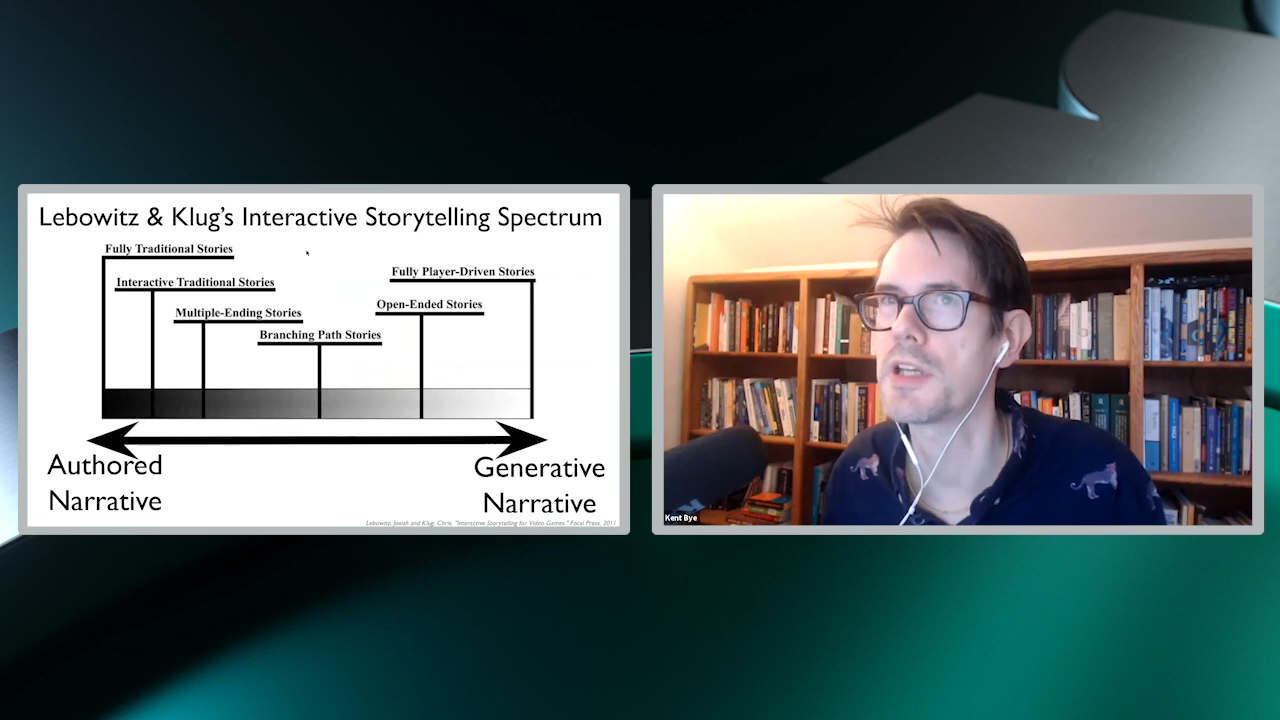 Lebowitz & Klug's Interactive Storytelling Spectrum
Fully Traditional Stories
Interactive Traditional Stories
Multiple-Ending Stories
Branching Path Stories
Fully Player-Driven Stories
Open-Ended Stories
Authored
Narrative
Generative
Narrative
Lebowitz, Josiah and Klug, Chris. "Interactive Storytelling for Video Games." Focal Press. 2011
Kent Bye